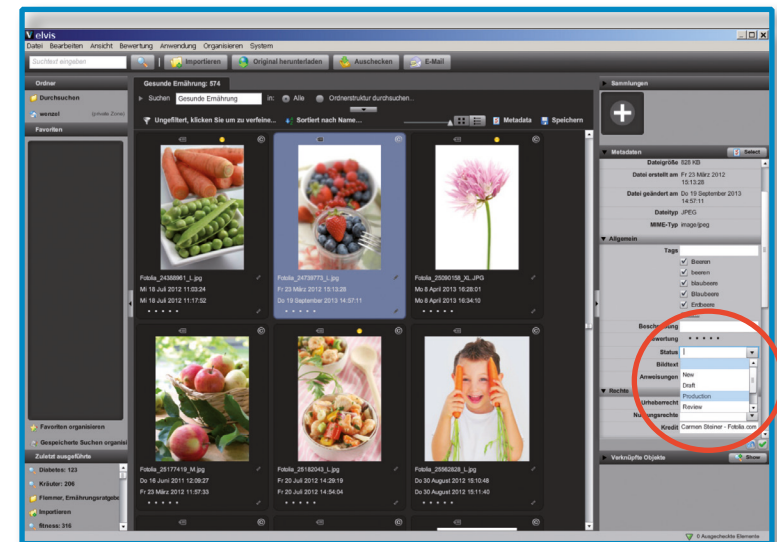 elvis
Datei Bearbeiten Ansicht Bewertung Anwendung Organisieren System
Suchtext eingeben
Importieren
Original herunterladen
Auschecken
E-Mail
Ordner
Durchsuchen
wenzel (private Zone)
Favoriten
Favoriten organisieren
Gespeicherte Suchen organisi
Zuletzt ausgeführte
Diabetes: 123
Kräuter: 206
Flammer, Ernährungsratgebe
Importieren
fitness: 316
Gesunde Ernährung: 574
Suchen Gesunde Ernährung in: Alle Ordnerstruktur durchsuchen...
Ungefiltert, klicken Sie um zu verfeine... Sortiert nach Name... Metadata Speichern
Fotolia_24388961_L.jpg
Mi 18 Juli 2012 11:03:24
Mi 18 Juli 2012 11:17:52
Fotolia_24739773_L.jpg
Fr 23 März 2012 15:13:28
Do 19 September 2013 14:57:11
Fotolia_25090158_XL.JPG
Mo 8 April 2013 16:28:01
Mo 8 April 2013 16:34:10
Fotolia_25177419_M.jpg
Do 16 Juni 2011 12:09:27
Fr 23 März 2012 11:57:33
Fotolia_25182043_L.jpg
Fr 20 Juli 2012 14:29:19
Fr 20 Juli 2012 14:54:04
Fotolia_25562828_L.jpg
Do 30 August 2012 15:10:48
Do 30 August 2012 15:11:40
Sammlungen
Metadaten Select
Dateigröße 828 KB
Datei erstellt am Fr 23 März 2012
15:13:28
Datei geändert am Do 19 September 2013
14:57:11
Dateityp JPEG
MIME-Typ image/jpeg
Allgemein
Tags
Beeren
beeren
blaubeere
Blaubeere
Erdbeere
Beschreibung
Bewertung
Status
Bildtext
Anweisungen
New
Draft
Production
Review
Rechte
Urheberrecht
Nutzungsrechte
Kredit Carmen Steiner - Fotolia.com
Verknüpfte Objekte Show
0 Ausgecheckte Elemente